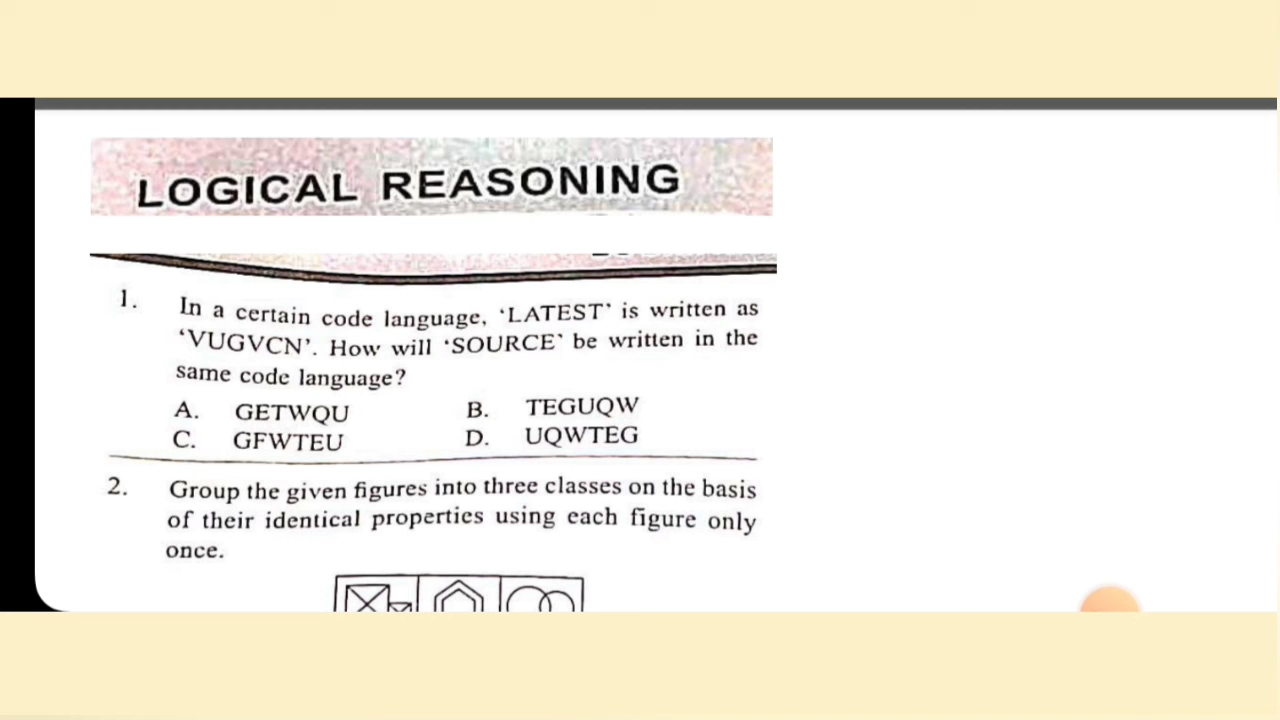 LOGICAL REASONING
1. In a certain code language, ‘LATEST’ is written as
‘VUGVCN’. How will ‘SOURCE’ be written in the
same code language?
A. GETWQU B. TEGUQW
C. GFWTEU D. UQWTEG
2. Group the given figures into three classes on the basis
of their identical properties using each figure only
once.